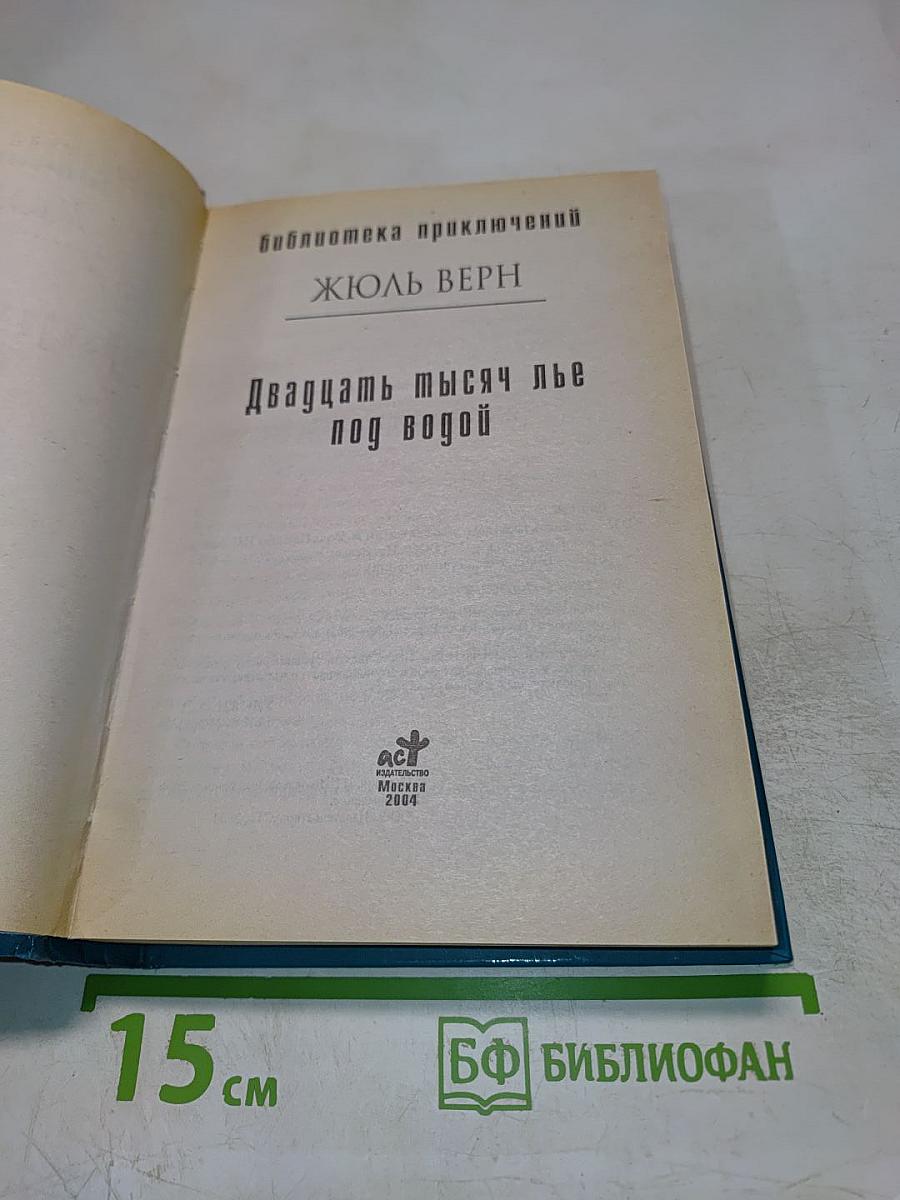 библиотека приключений
ЖЮЛЬ ВЕРН
Двадцать тысяч лье
под водой
аст
ИЗДАТЕЛЬСТВО
Москва
2004
15 см
БФ БИБЛИОФАН